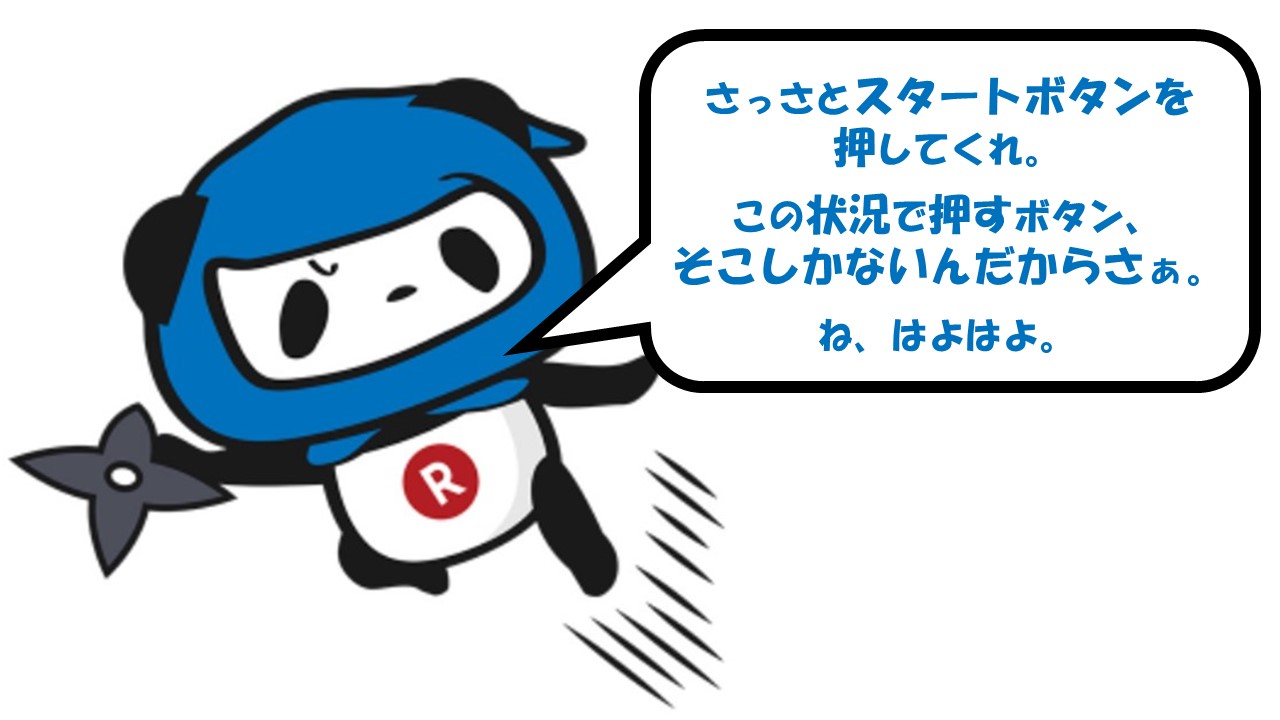 さっさとスタートボタンを
押してくれ。
この状況で押すボタン、
そこしかないんだからさぁ。
ね、はよはよ。
R